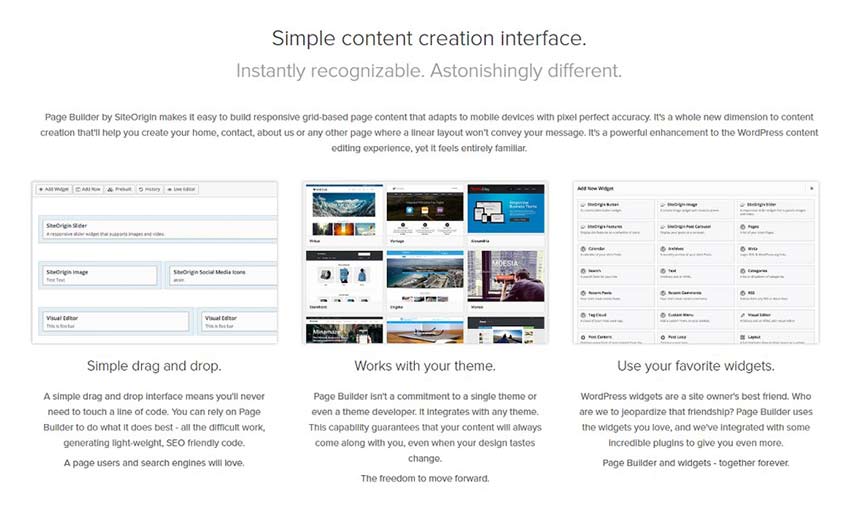 Simple content creation interface.
Instantly recognizable. Astonishingly different.
Page Builder by SiteOrigin makes it easy to build responsive grid-based page content that adapts to mobile devices with pixel perfect accuracy. It's a whole new dimension to content
creation that'll help you create your home, contact, about us or any other page where a linear layout won't convey your message. It's a powerful enhancement to the WordPress content
editing experience, yet it feels entirely familiar.
Add Widget Add Row Prebuilt History Live Editor
SiteOrigin Slider
A responsive slider widget that supports images and video.
SiteOrigin Image
Test Text
SiteOrigin Social Media Icons
Visual Editor
This is foo bar
Visual Editor
This is foo bar
Virtue
Vantage
Alexandria
Storefront
Origami
MOESIA
Moesia
Add New Widget
SiteOrigin Button
SiteOrigin Image
SiteOrigin Slider
SiteOrigin Features
SiteOrigin Post Carousel
Pages
Calendar
Archives
Meta
Search
Text
Categories
Recent Posts
Recent Comments
RSS
Tag Cloud
Custom Menu
Visual Editor
Post Content
Post Loop
Layout
Simple drag and drop.
A simple drag and drop interface means you'll never
need to touch a line of code. You can rely on Page
Builder to do what it does best - all the difficult work,
generating light-weight, SEO friendly code.
A page users and search engines will love.
Works with your theme.
Page Builder isn't a commitment to a single theme or
even a theme developer. It integrates with any theme.
This capability guarantees that your content will always
come along with you, even when your design tastes
change.
The freedom to move forward.
Use your favorite widgets.
WordPress widgets are a site owner's best friend. Who
are we to jeopardize that friendship? Page Builder uses
the widgets you love, and we've integrated with some
incredible plugins to give you even more.
Page Builder and widgets - together forever.